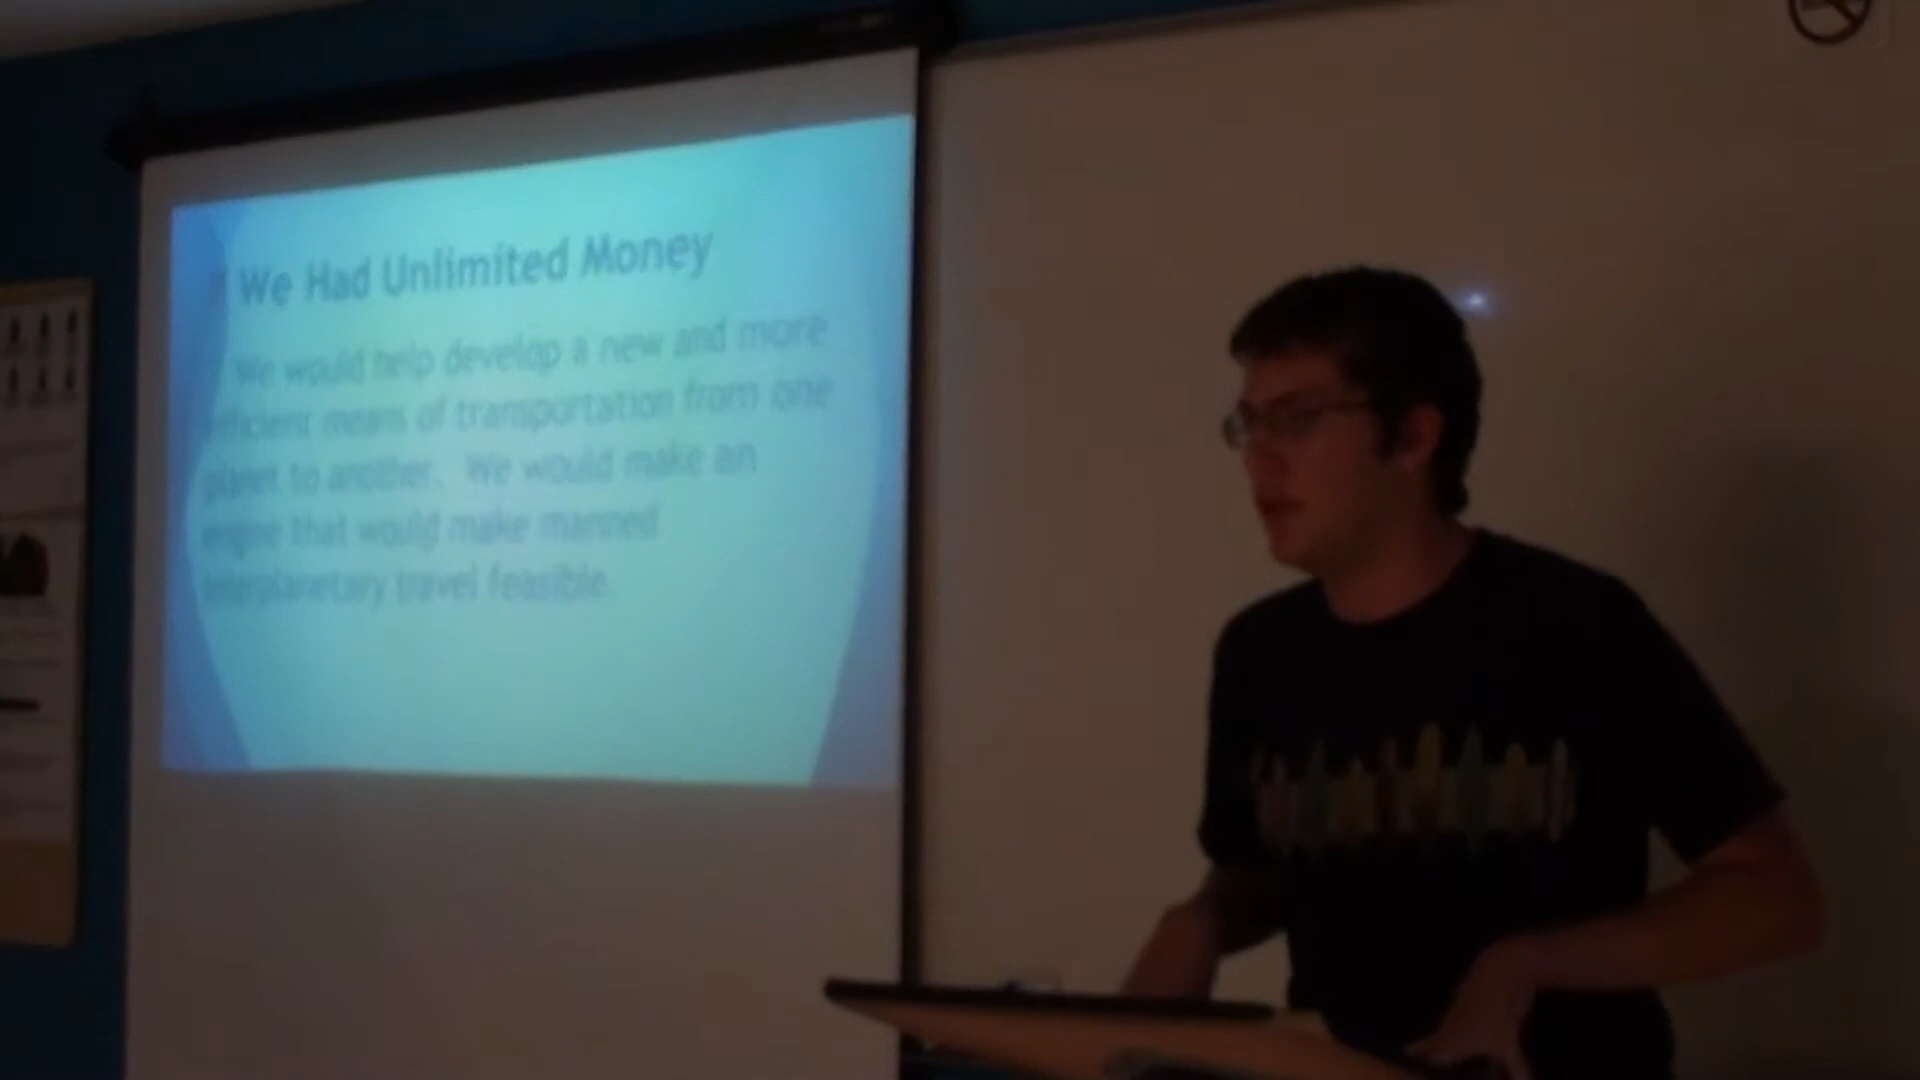 If We Had Unlimited Money
We would help develop a new and more
efficient means of transportation from one
planet to another. We would make an
engine that would make manned
interplanetary travel feasible.